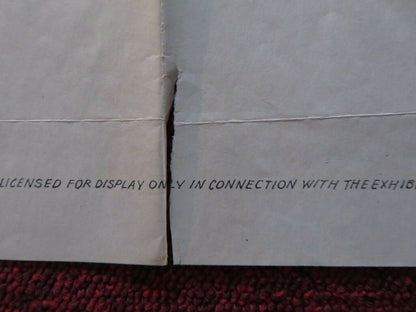 LICENSED FOR DISPLAY ONLY IN CONNECTION WITH THE EXHIB